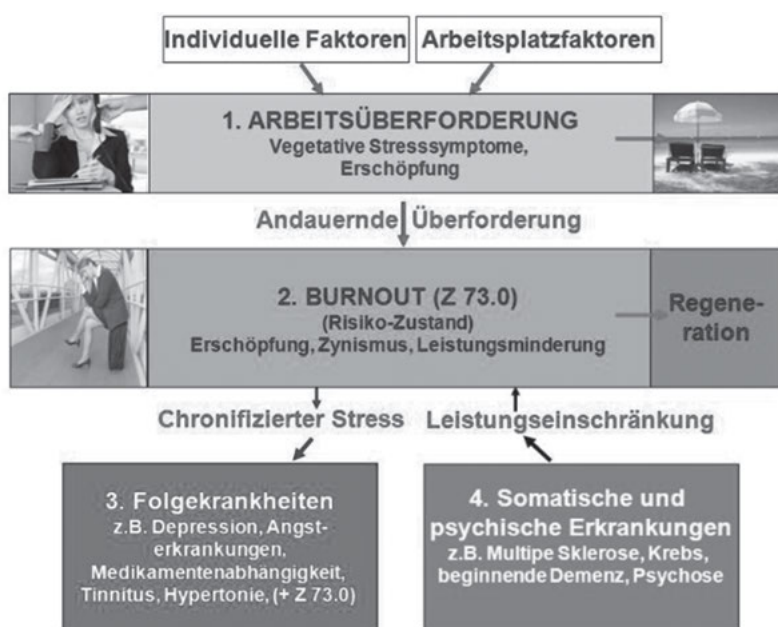 Individuelle Faktoren
Arbeitsplatzfaktoren
1. ARBEITSÜBERFORDERUNG
Vegetative Stresssymptome,
Erschöpfung
Andauernde Überforderung
2. BURNOUT (Z 73.0)
(Risiko-Zustand)
Erschöpfung, Zynismus, Leistungsminderung
Regene-
ration
Chronifizierter Stress
Leistungseinschränkung
3. Folgekrankheiten
z.B. Depression, Angst-
erkrankungen,
Medikamentenabhängigkeit,
Tinnitus, Hypertonie, (+ Z 73.0)
4. Somatische und
psychische Erkrankungen
z.B. Multipe Sklerose, Krebs,
beginnende Demenz, Psychose